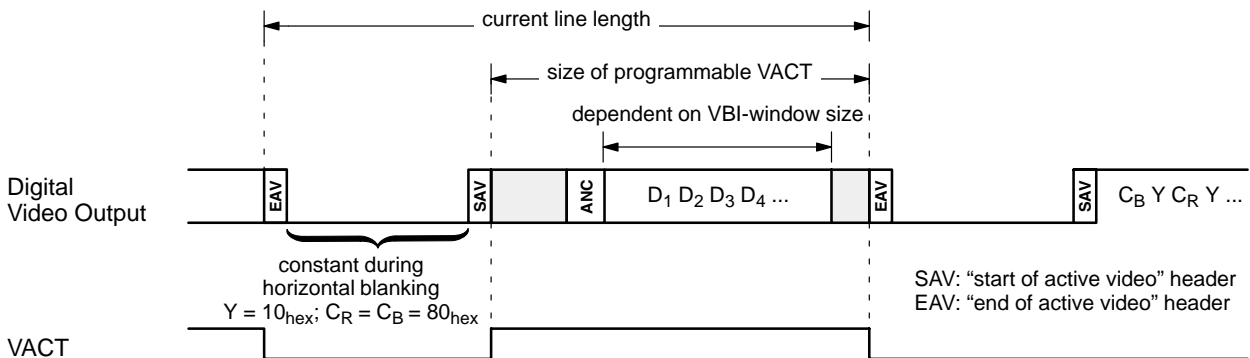 current line length
size of programmable VACT
dependent on VBI-window size
Digital
Video Output
EAV
SAV
ANC
D1 D2 D3 D4 ...
EAV
SAV
CB Y CR Y ...
constant during
horizontal blanking
Y = 10hex; CR = CB = 80hex
SAV: “start of active video” header
EAV: “end of active video” header
VACT